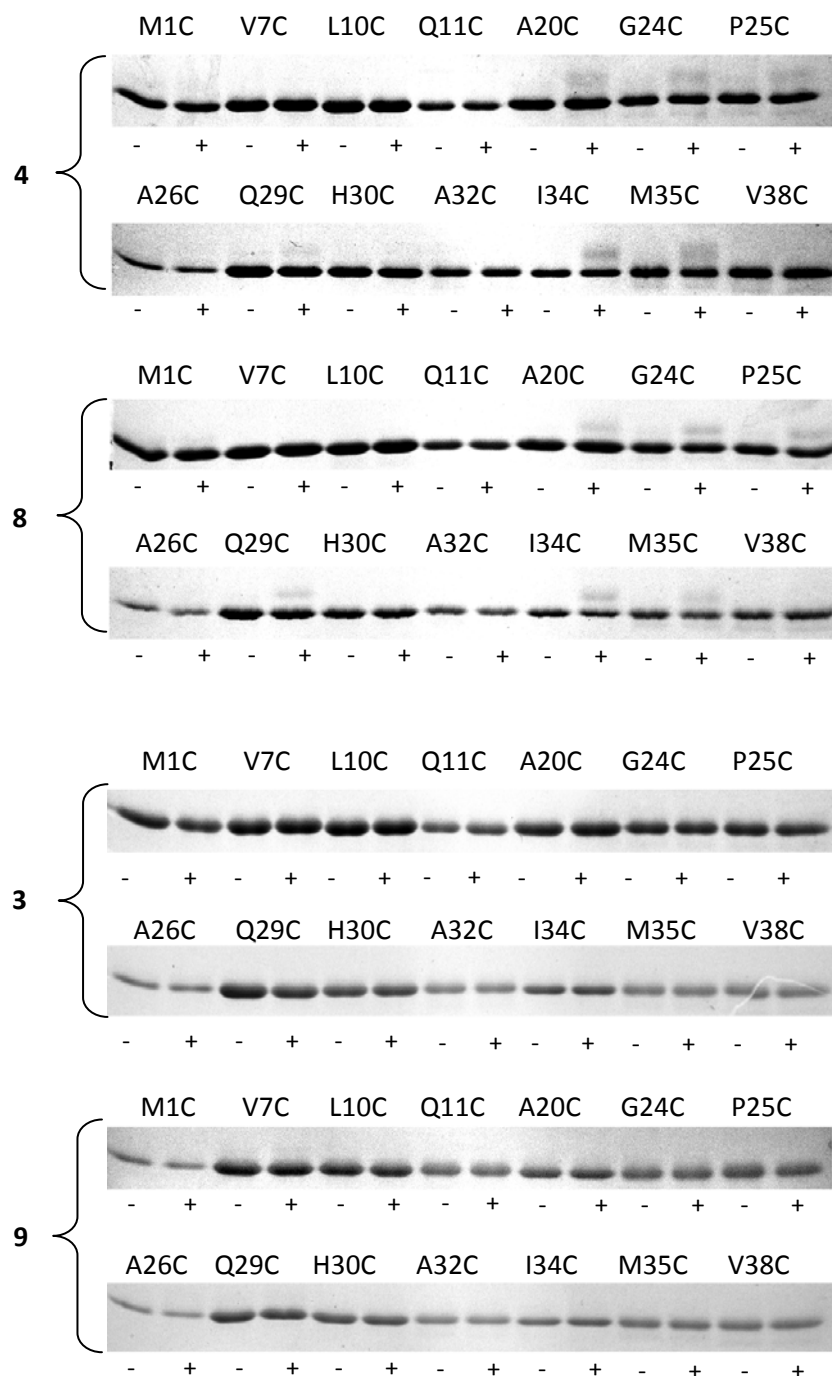 M1C V7C L10C Q11C A20C G24C P25C
- + - + - + - + - + - + - +
4
A26C Q29C H30C A32C I34C M35C V38C
- + - + - + - + - + - + - +
M1C V7C L10C Q11C A20C G24C P25C
- + - + - + - + - + - + - +
8
A26C Q29C H30C A32C I34C M35C V38C
- + - + - + - + - + - + - +
M1C V7C L10C Q11C A20C G24C P25C
- + - + - + - + - + - + - +
3
A26C Q29C H30C A32C I34C M35C V38C
- + - + - + - + - + - + - +
M1C V7C L10C Q11C A20C G24C P25C
- + - + - + - + - + - + - +
9
A26C Q29C H30C A32C I34C M35C V38C
- + - + - + - + - + - + - +